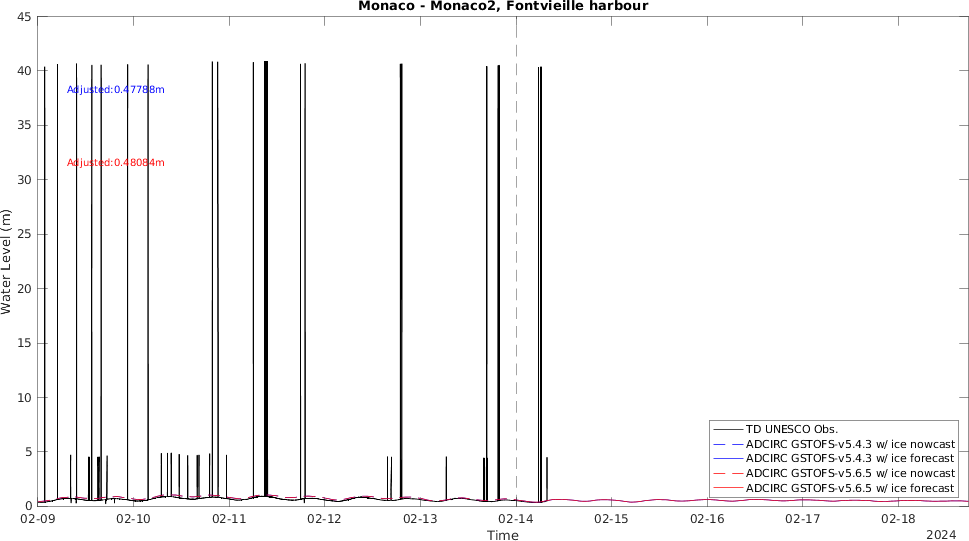 Monaco - Monaco2, Fontvieille harbour
45
40
35
30
25
20
15
10
5
0
Water Level (m)
Adjusted:0.47788m
Adjusted:0.48084m
TD UNESCO Obs.
ADCIRC GSTOFS-v5.4.3 w/ ice nowcast
ADCIRC GSTOFS-v5.4.3 w/ ice forecast
ADCIRC GSTOFS-v5.6.5 w/ ice nowcast
ADCIRC GSTOFS-v5.6.5 w/ ice forecast
02-09 02-10 02-11 02-12 02-13 02-14 02-15 02-16 02-17 02-18
Time
2024